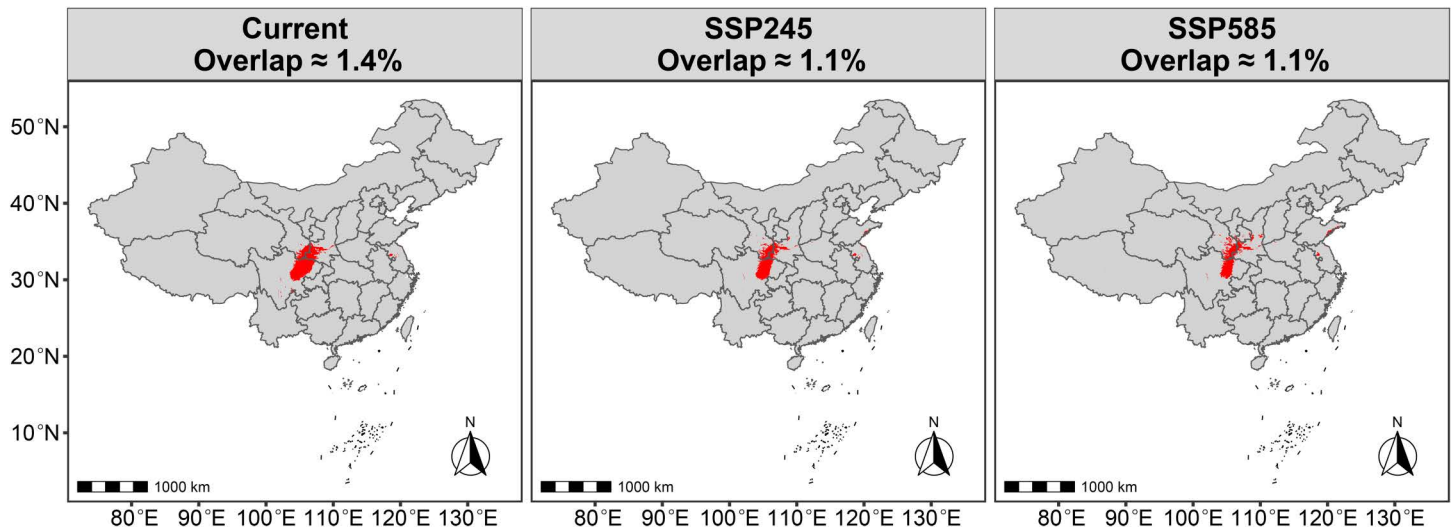 Current
Overlap ≈ 1.4%
SSP245
Overlap ≈ 1.1%
SSP585
Overlap ≈ 1.1%
50°N
40°N
30°N
20°N
10°N
N
1000 km
N
1000 km
N
1000 km
80°E 90°E 100°E 110°E 120°E 130°E
80°E 90°E 100°E 110°E 120°E 130°E
80°E 90°E 100°E 110°E 120°E 130°E